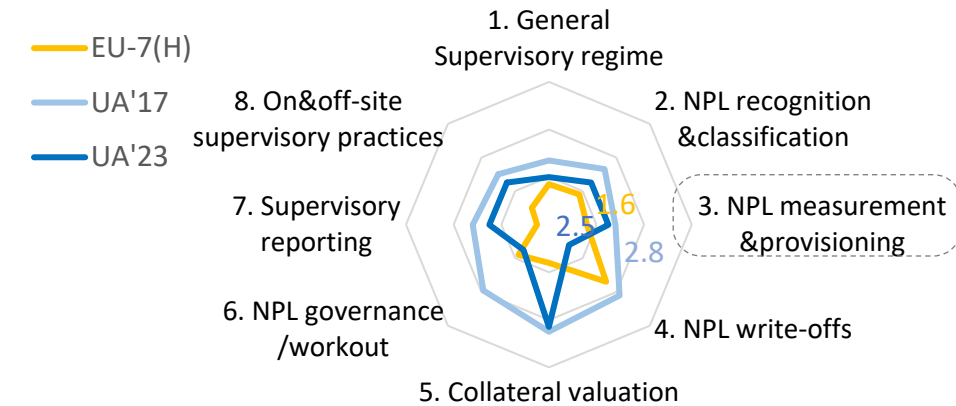 1. General
Supervisory regime
EU-7(H)
UA'17
UA'23
2. NPL recognition
&classification
3. NPL measurement
&provisioning
4. NPL write-offs
5. Collateral valuation
6. NPL governance
/workout
7. Supervisory
reporting
8. On&off-site
supervisory practices
1.6
2.5
2.8